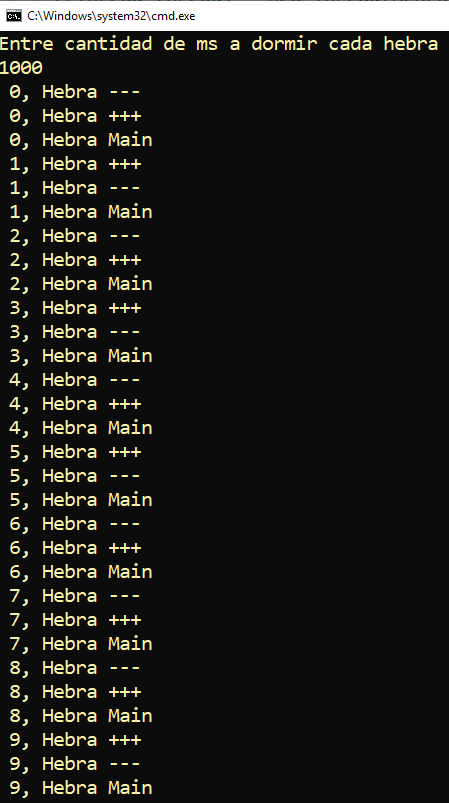 C:\Windows\system32\cmd.exe
Entre cantidad de ms a dormir cada hebra
1000
0, Hebra ---
0, Hebra +++
0, Hebra Main
1, Hebra +++
1, Hebra ---
1, Hebra Main
2, Hebra ---
2, Hebra +++
2, Hebra Main
3, Hebra +++
3, Hebra ---
3, Hebra Main
4, Hebra ---
4, Hebra +++
4, Hebra Main
5, Hebra +++
5, Hebra ---
5, Hebra Main
6, Hebra ---
6, Hebra +++
6, Hebra Main
7, Hebra ---
7, Hebra +++
7, Hebra Main
8, Hebra ---
8, Hebra +++
8, Hebra Main
9, Hebra +++
9, Hebra ---
9, Hebra Main